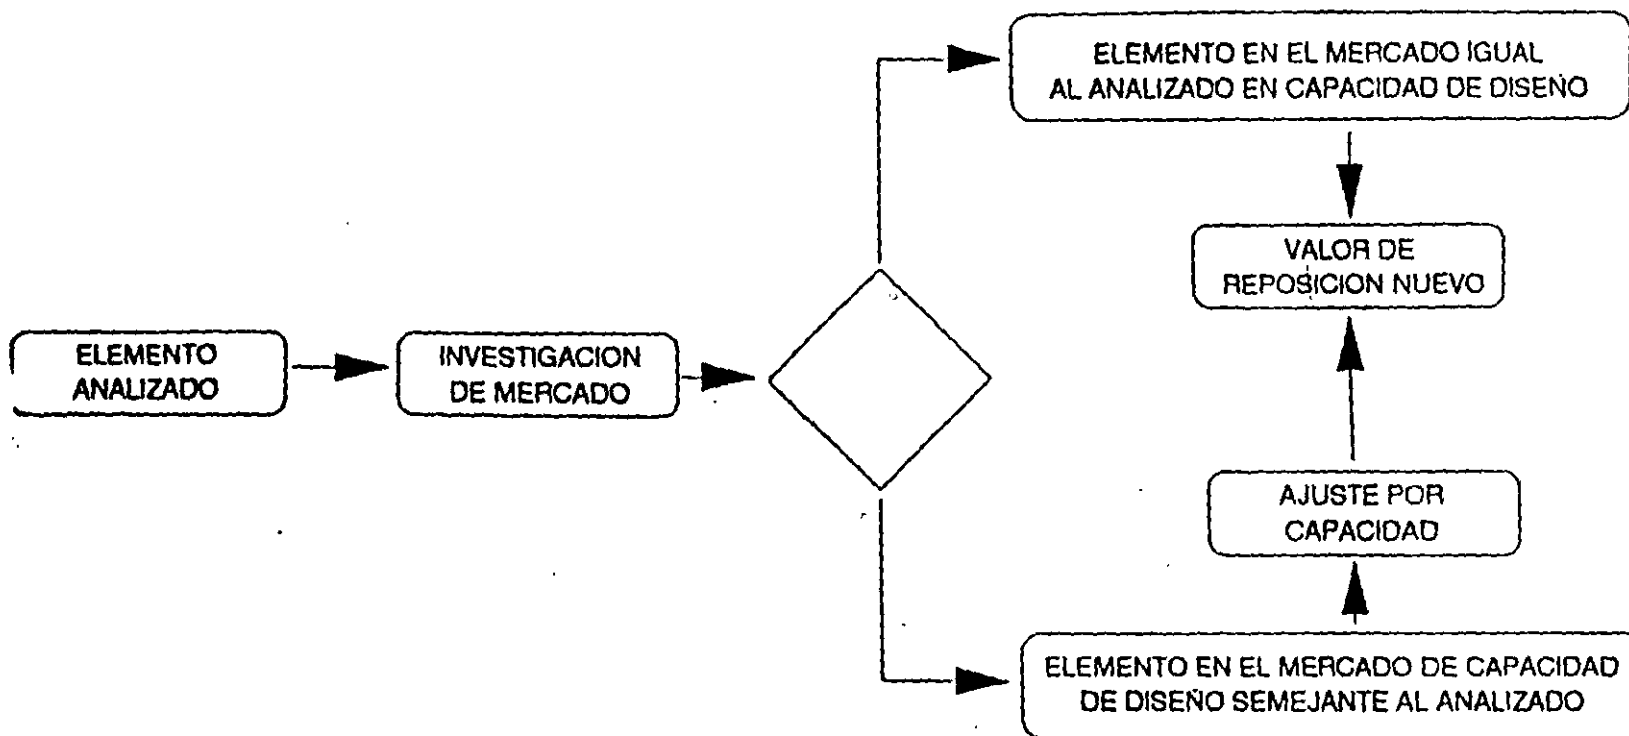 ELEMENTO EN EL MERCADO IGUAL
AL ANALIZADO EN CAPACIDAD DE DISEÑO
VALOR DE
REPOSICION NUEVO
ELEMENTO
ANALIZADO
INVESTIGACION
DE MERCADO
AJUSTE POR
CAPACIDAD
ELEMENTO EN EL MERCADO DE CAPACIDAD
DE DISEÑO SEMEJANTE AL ANALIZADO